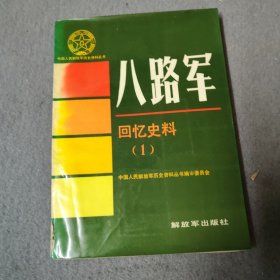 中国人民解放军历史资料丛书
八路军
回忆史料
(1)
中国人民解放军历史资料丛书编审委员会
解放军出版社